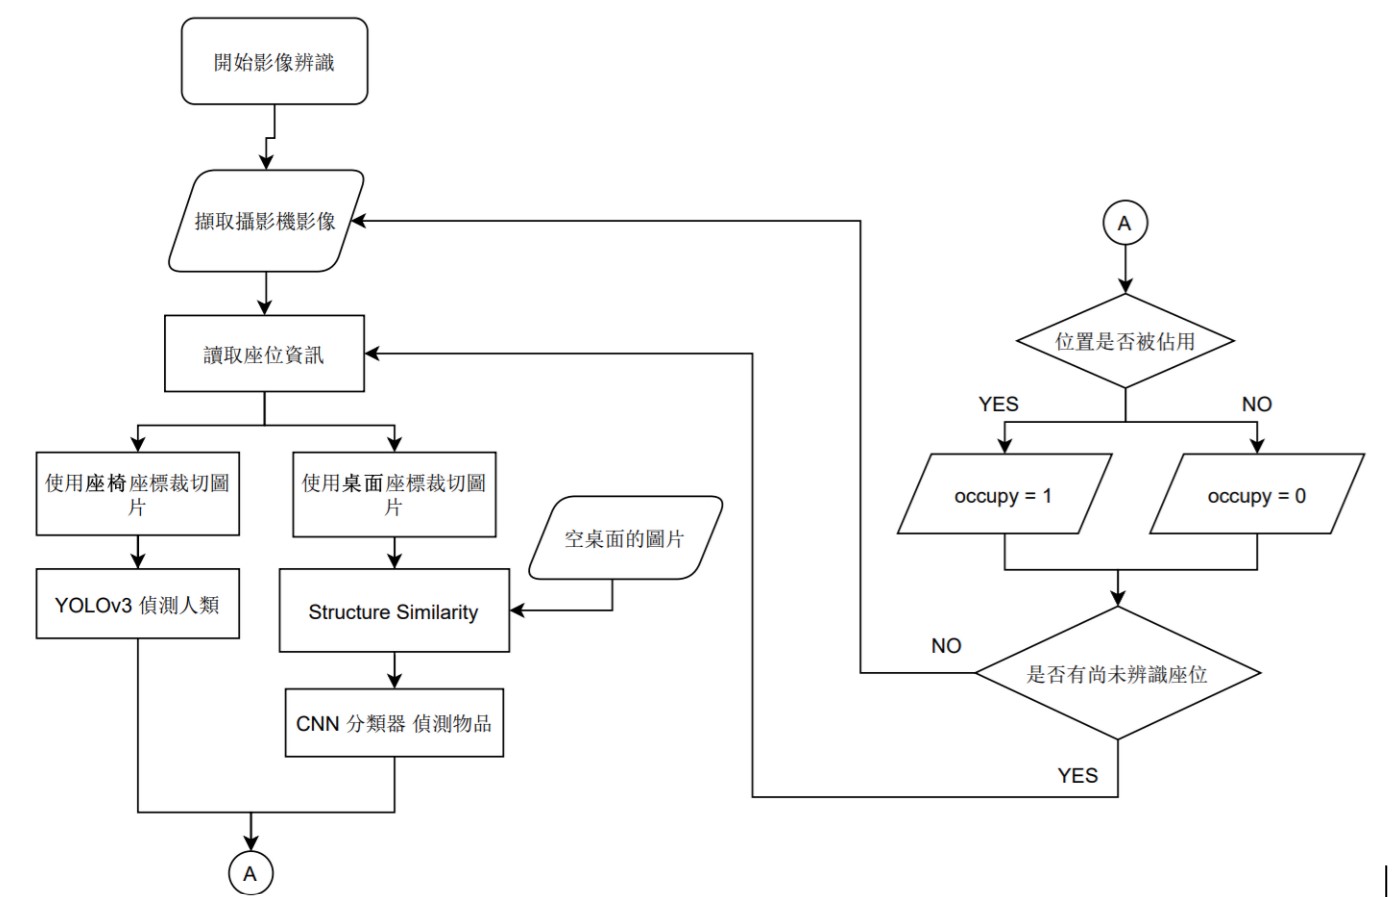 開始影像辨識
擷取攝影機影像
讀取座位資訊
使用座椅座標裁切圖
片
使用桌面座標裁切圖
片
空桌面的圖片
YOLOv3 偵測人類
Structure Similarity
CNN 分類器 偵測物品
A
A
位置是否被佔用
YES
NO
occupy = 1
occupy = 0
是否有尚未辨識座位
NO
YES